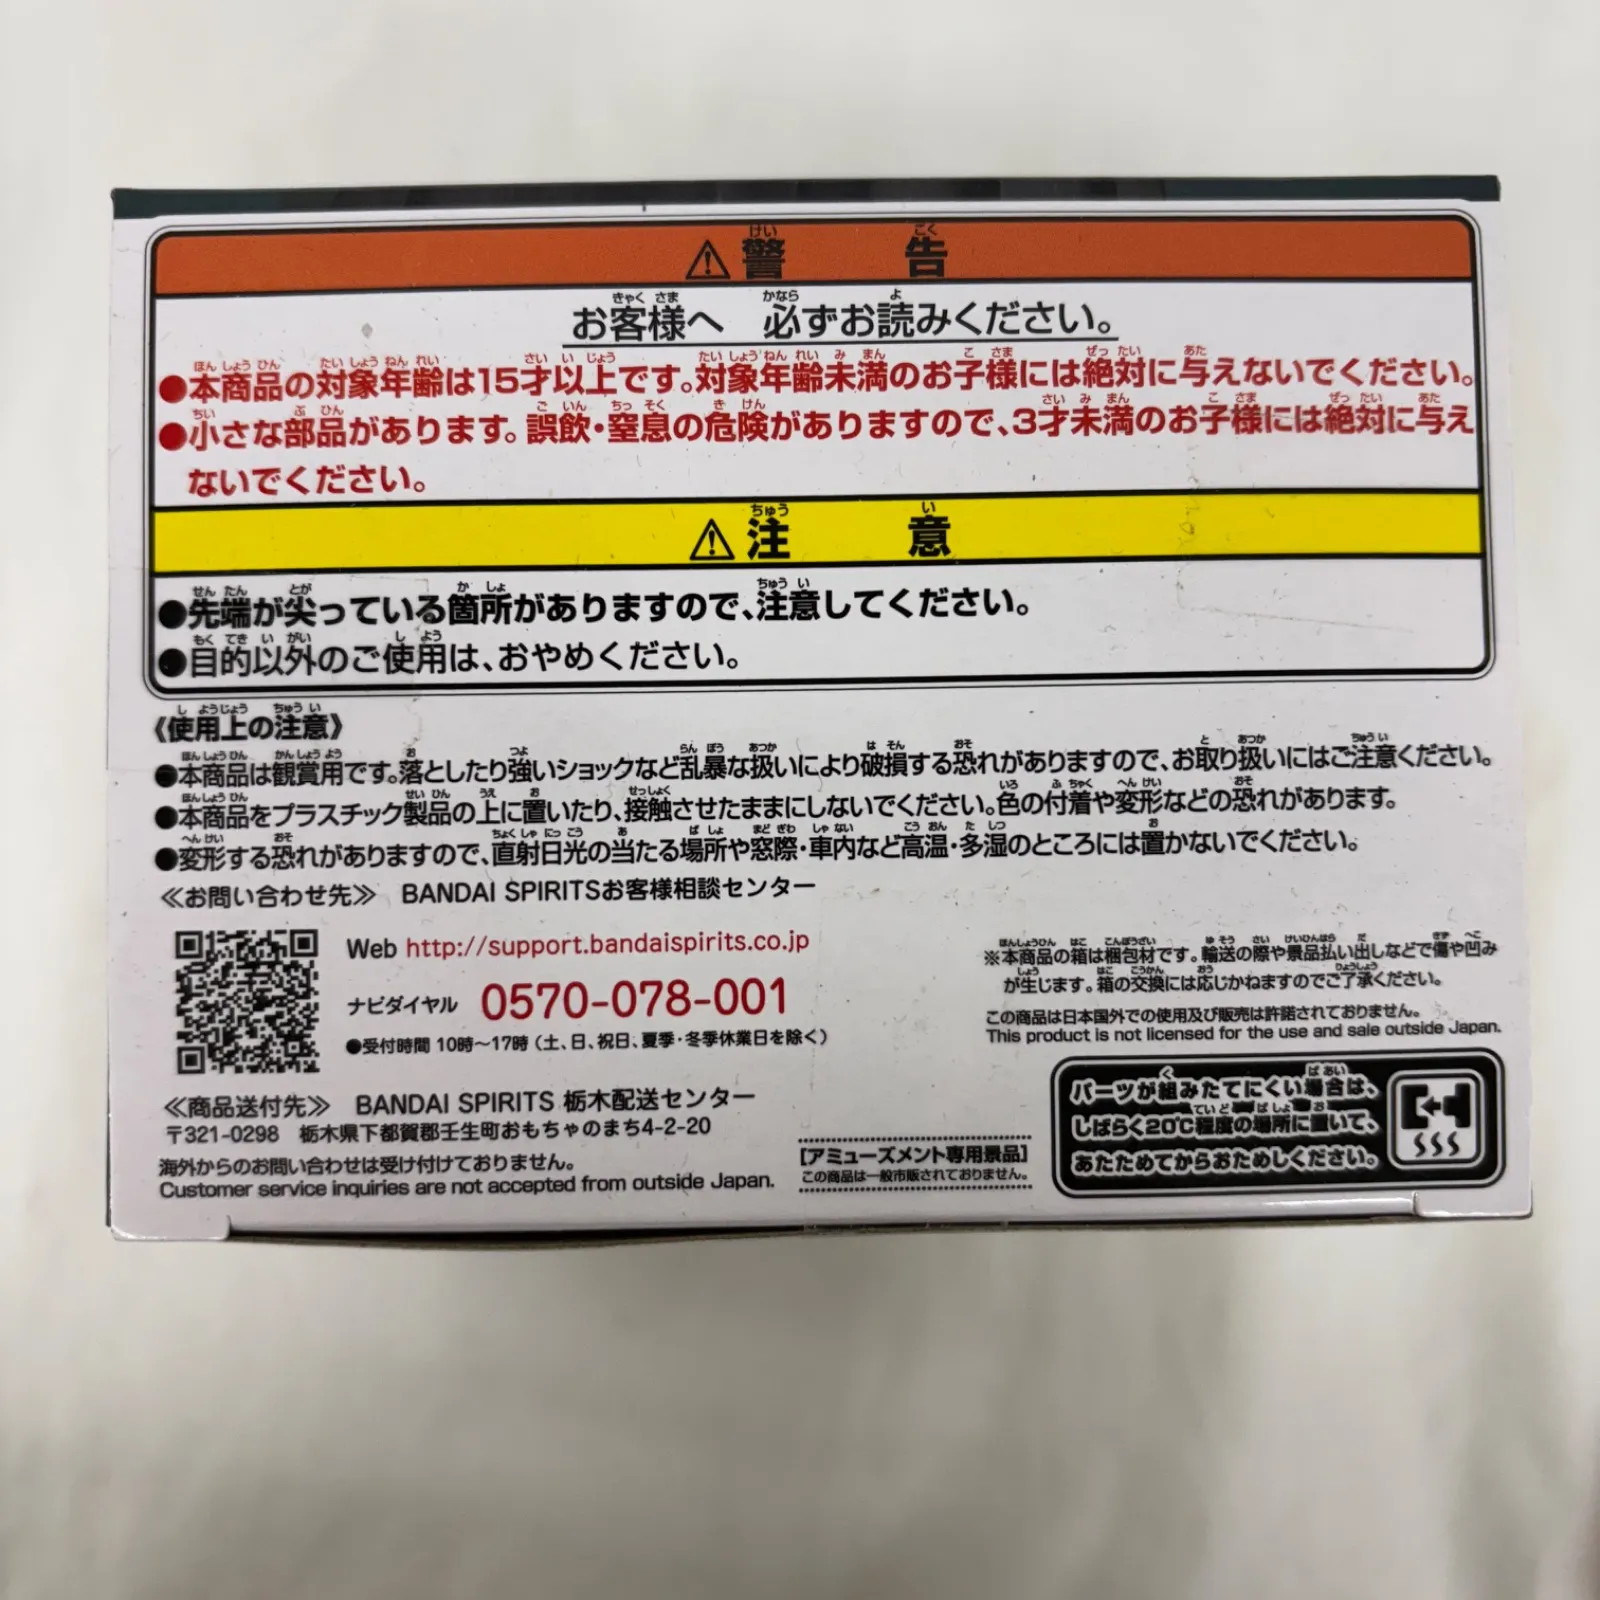 ⚠警告
お客様へ 必ずお読みください。
●本商品の対象年齢は15才以上です。対象年齢未満のお子様には絶対に与えないでください。
●小さな部品があります。誤飲・窒息の危険がありますので、3才未満のお子様には絶対に与え
ないでください。
⚠注意
●先端が尖っている箇所がありますので、注意してください。
●目的以外のご使用は、おやめください。
《使用上の注意》
●本商品は観賞用です。落としたり強いショックなど乱暴な扱いにより破損する恐れがありますので、お取り扱いにはご注意ください。
●本商品をプラスチック製品の上に置いたり、接触させたままにしないでください。色の付着や変形などの恐れがあります。
●変形する恐れがありますので、直射日光の当たる場所や窓際・車内など高温・多湿のところには置かないでください。
≪お問い合わせ先≫ BANDAI SPIRITSお客様相談センター
Web http://support.bandaispirits.co.jp
ナビダイヤル 0570-078-001
●受付時間 10時〜17時（土、日、祝日、夏季・冬季休業日を除く）
≪商品送付先≫ BANDAI SPIRITS 栃木配送センター
〒321-0298 栃木県下都賀郡壬生町おもちゃのまち4-2-20
海外からのお問い合わせは受け付けておりません。
Customer service inquiries are not accepted from outside Japan.
※本商品の箱は梱包材です。輸送の際や景品払い出しなどで傷や凹み
が生じます。箱の交換には応じかねますのでご了承ください。
この商品は日本国外での使用及び販売は許諾されておりません。
This product is not licensed for the use and sale outside Japan.
[アミューズメント専用景品]
この商品は一般市販されておりません。
パーツが組みたてにくい場合は、
しばらく20℃程度の場所に置いて、
あたためてからおためしください。